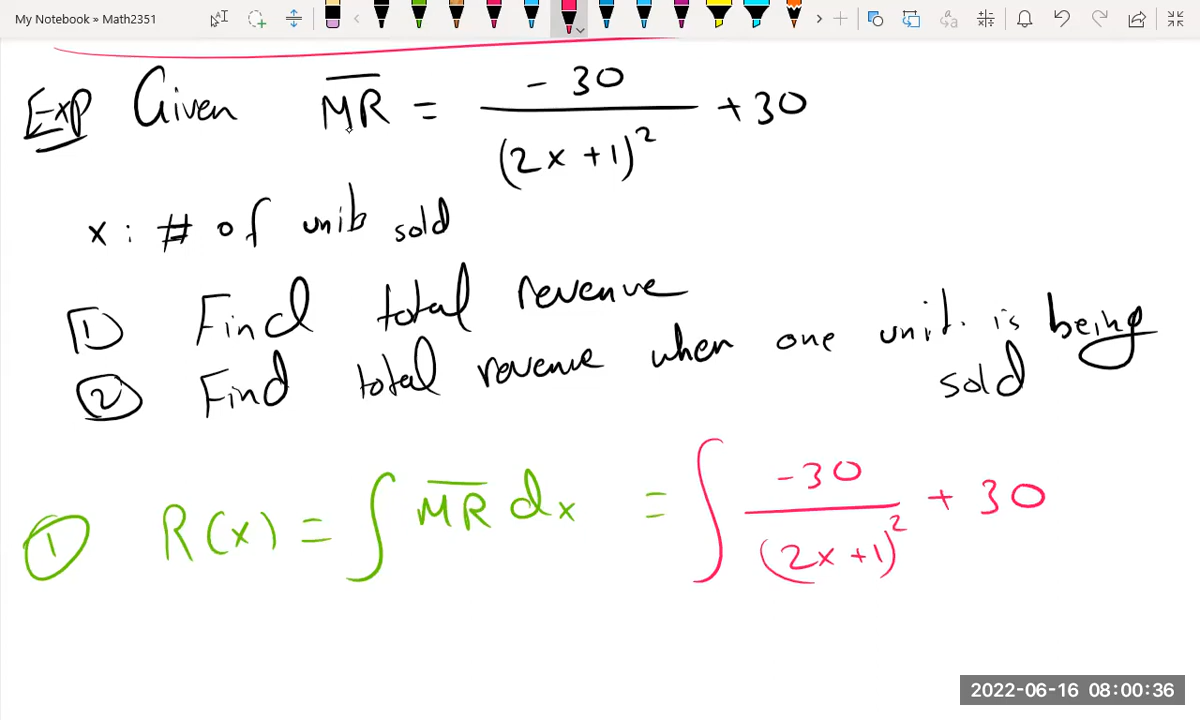 My Notebook » Math2351
Exp Given MR = -30 / (2x+1)² + 30
x : # of units sold
① Find total revenue
② Find total revenue when one unit. is being sold
① R(x) = ∫ MR dx = ∫ -30 / (2x+1)² + 30
2022-06-16 08:00:36